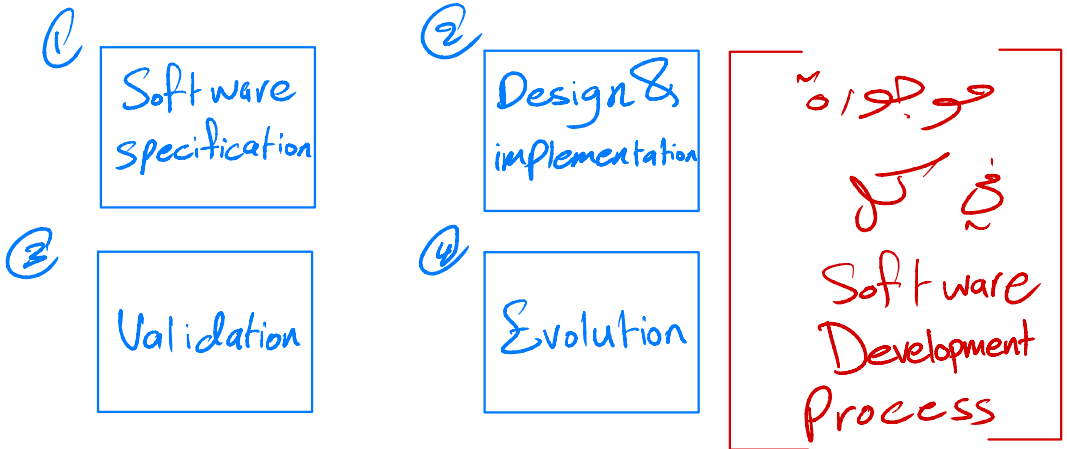 ①
Software
specification
②
Design &
implementation
③
Validation
④
Evolution
موجودة
في كل
Software
Development
Process